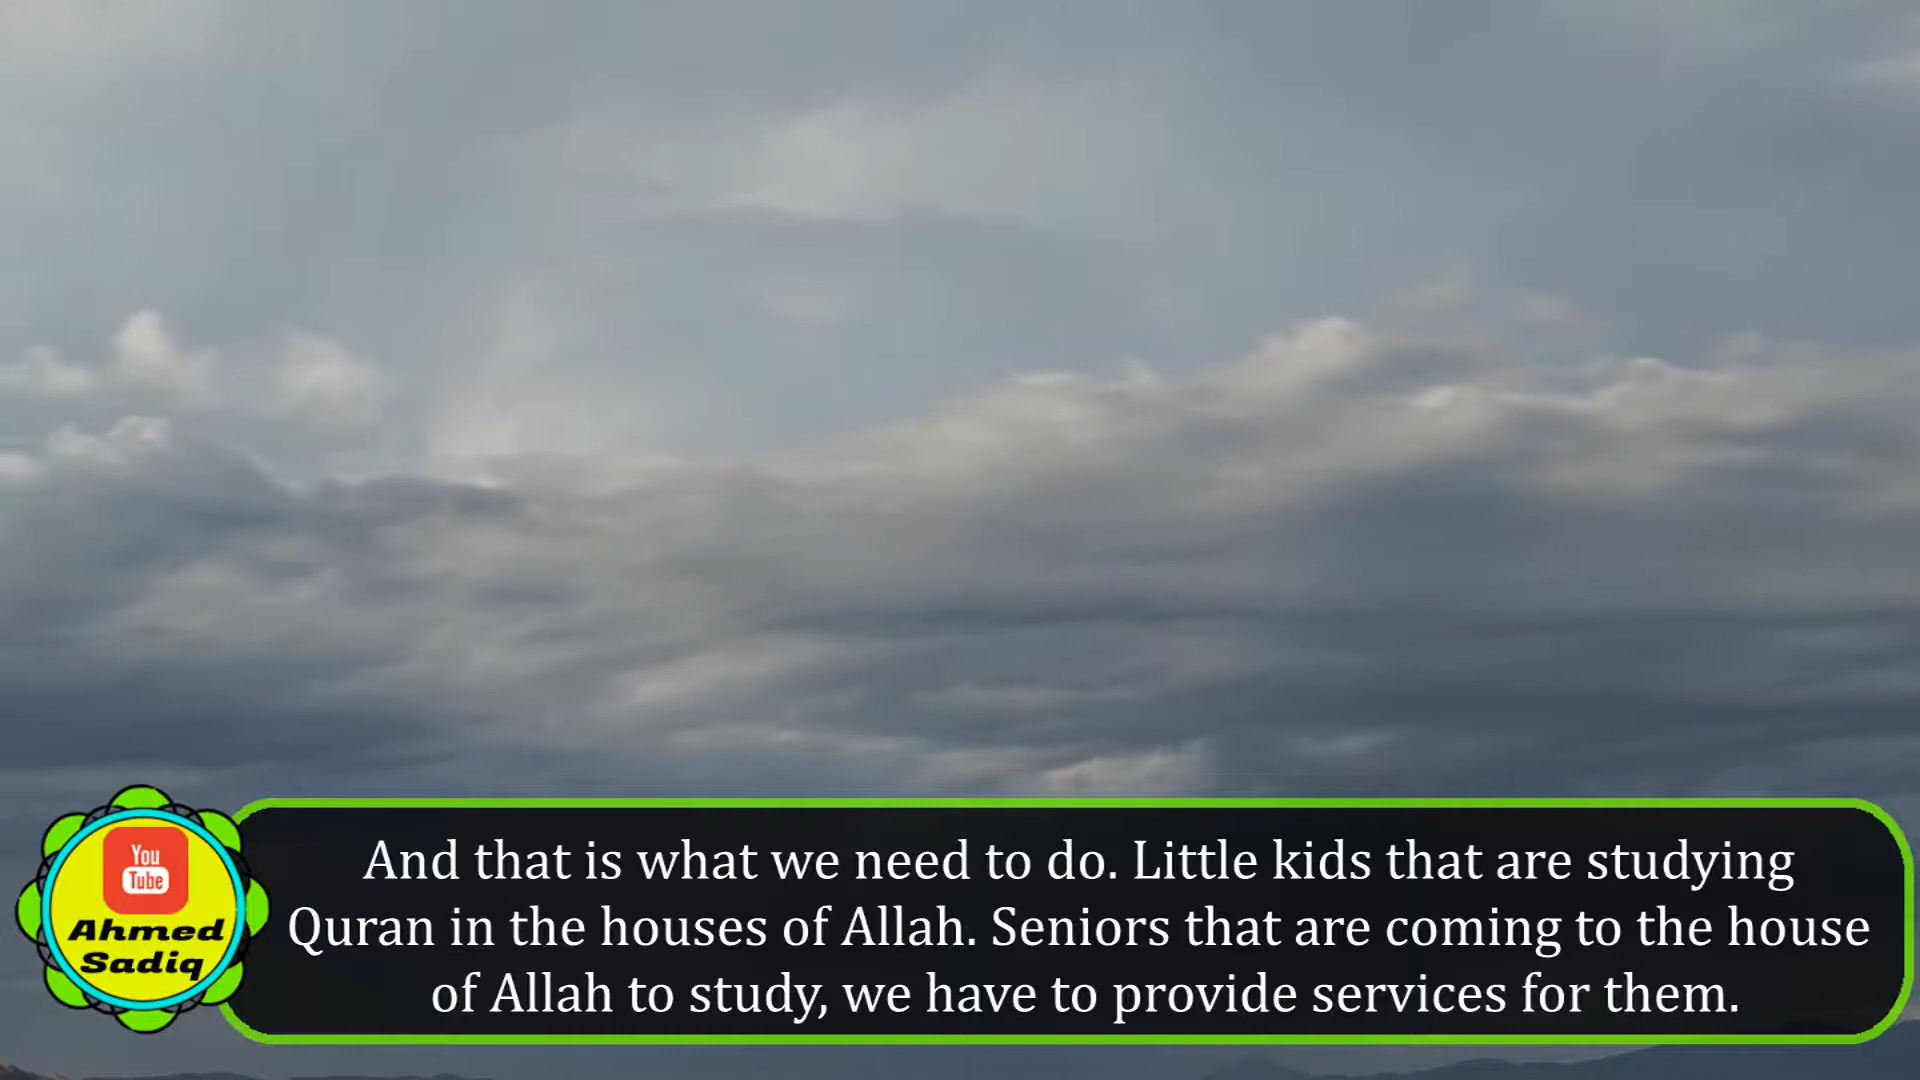 You
Tube
Ahmed
Sadiq
And that is what we need to do. Little kids that are studying
Quran in the houses of Allah. Seniors that are coming to the house
of Allah to study, we have to provide services for them.